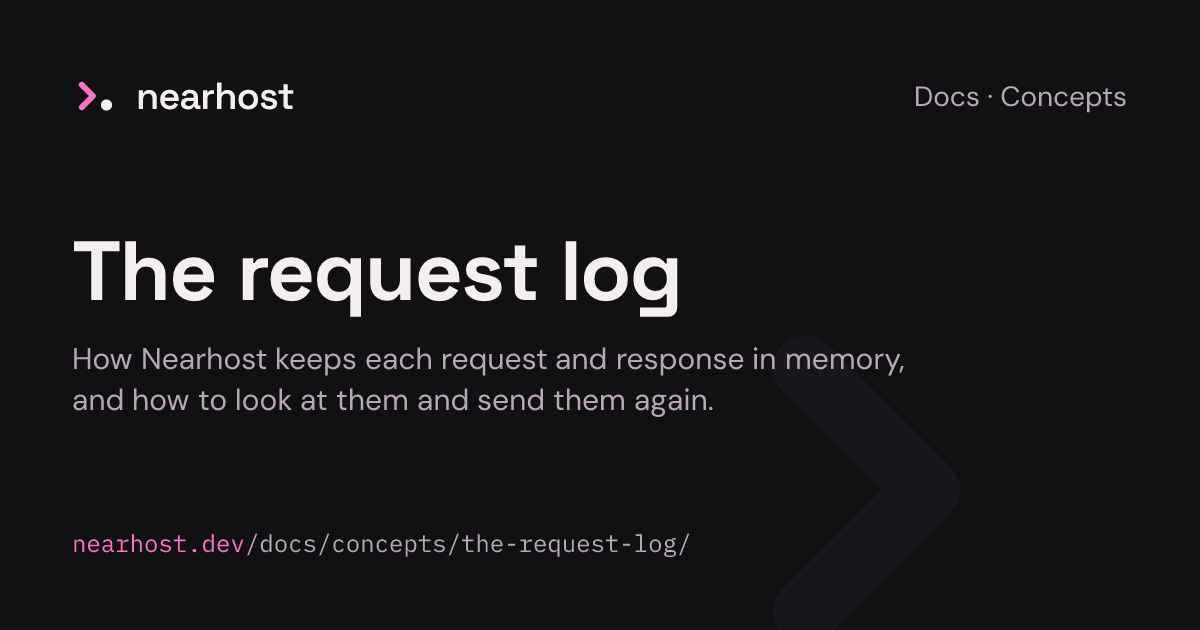 nearhost
Docs · Concepts
The request log
How Nearhost keeps each request and response in memory,
and how to look at them and send them again.
nearhost.dev/docs/concepts/the-request-log/